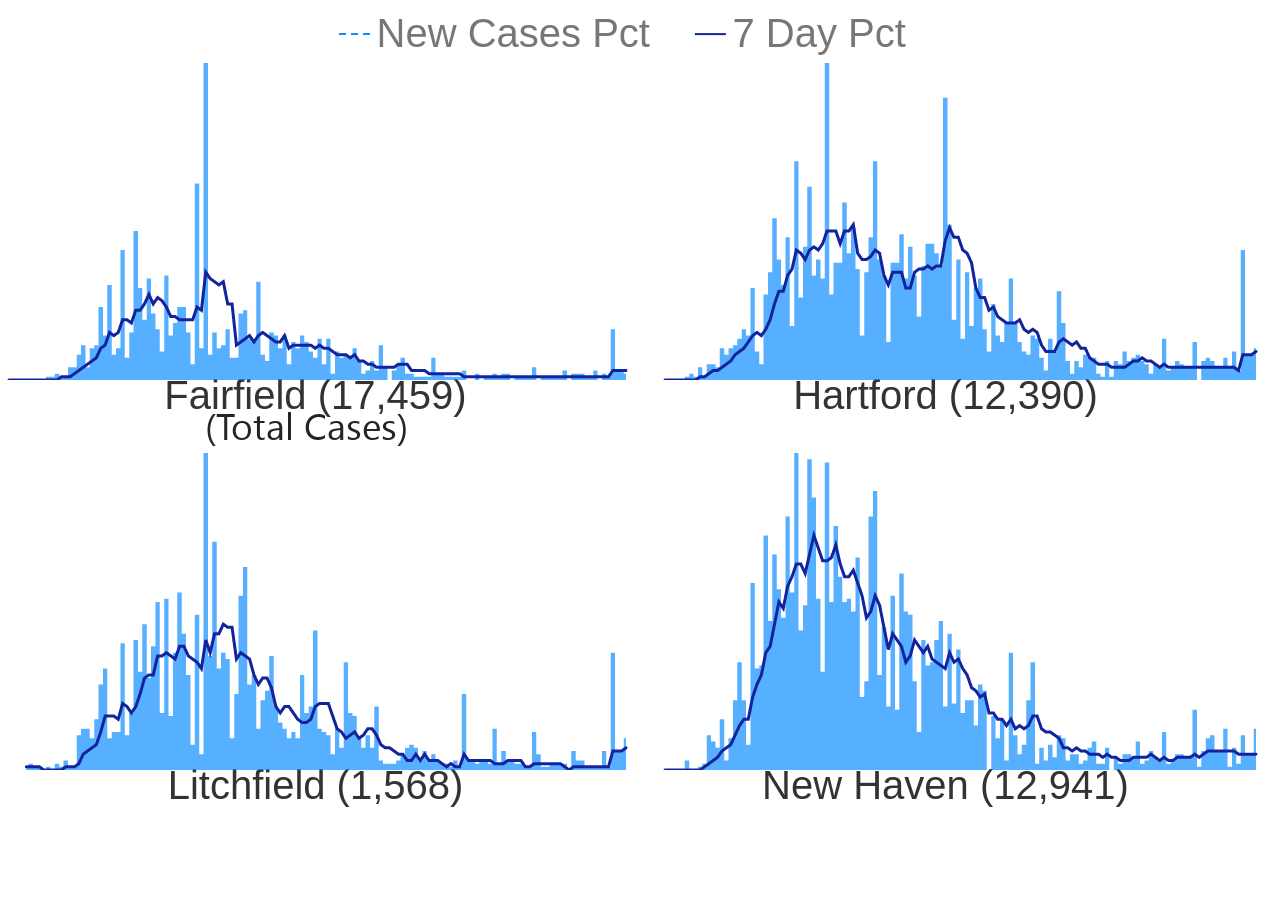 New Cases Pct 7 Day Pct
Fairfield (17,459)
(Total Cases)
Hartford (12,390)
Litchfield (1,568)
New Haven (12,941)